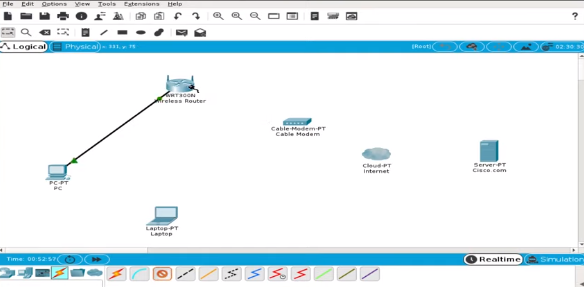 File Edit Options View Tools Extensions Help
?
Logical Physical x: 331, y: 75 [Root] 02:30:30
WRT300N
Wireless Router
Cable-Modem-PT
Cable Modem
Cloud-PT
Internet
Server-PT
Cisco.com
PC-PT
PC
Laptop-PT
Laptop
Time: 00:52:57 Realtime Simulation